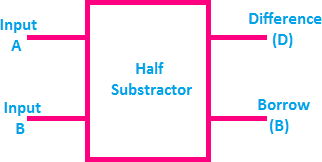 Input
A
Difference
(D)
Half
Substractor
Input
B
Borrow
(B)